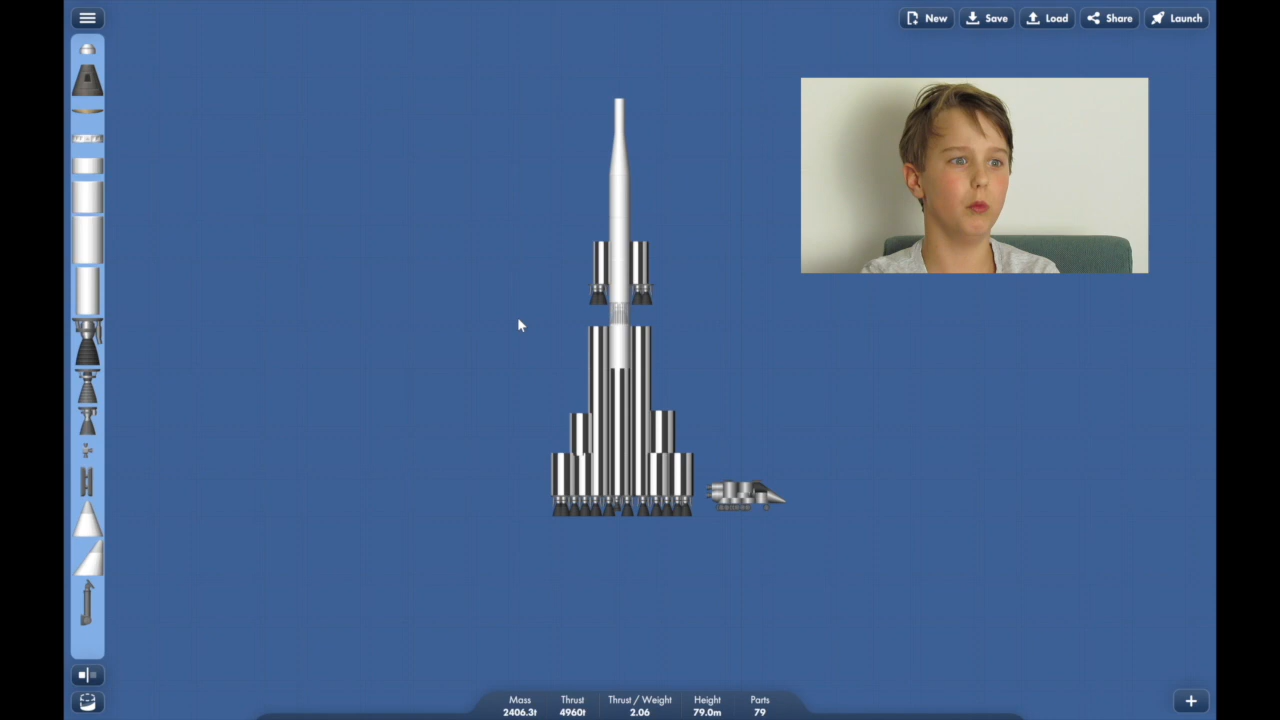 New Save Load Share Launch
Mass Thrust Thrust / Weight Height Parts
2406.3t 4960t 2.06 79.0m 79